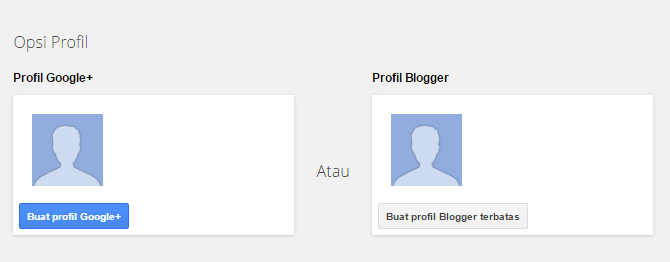 Opsi Profil
Profil Google+
Buat profil Google+
Atau
Profil Blogger
Buat profil Blogger terbatas